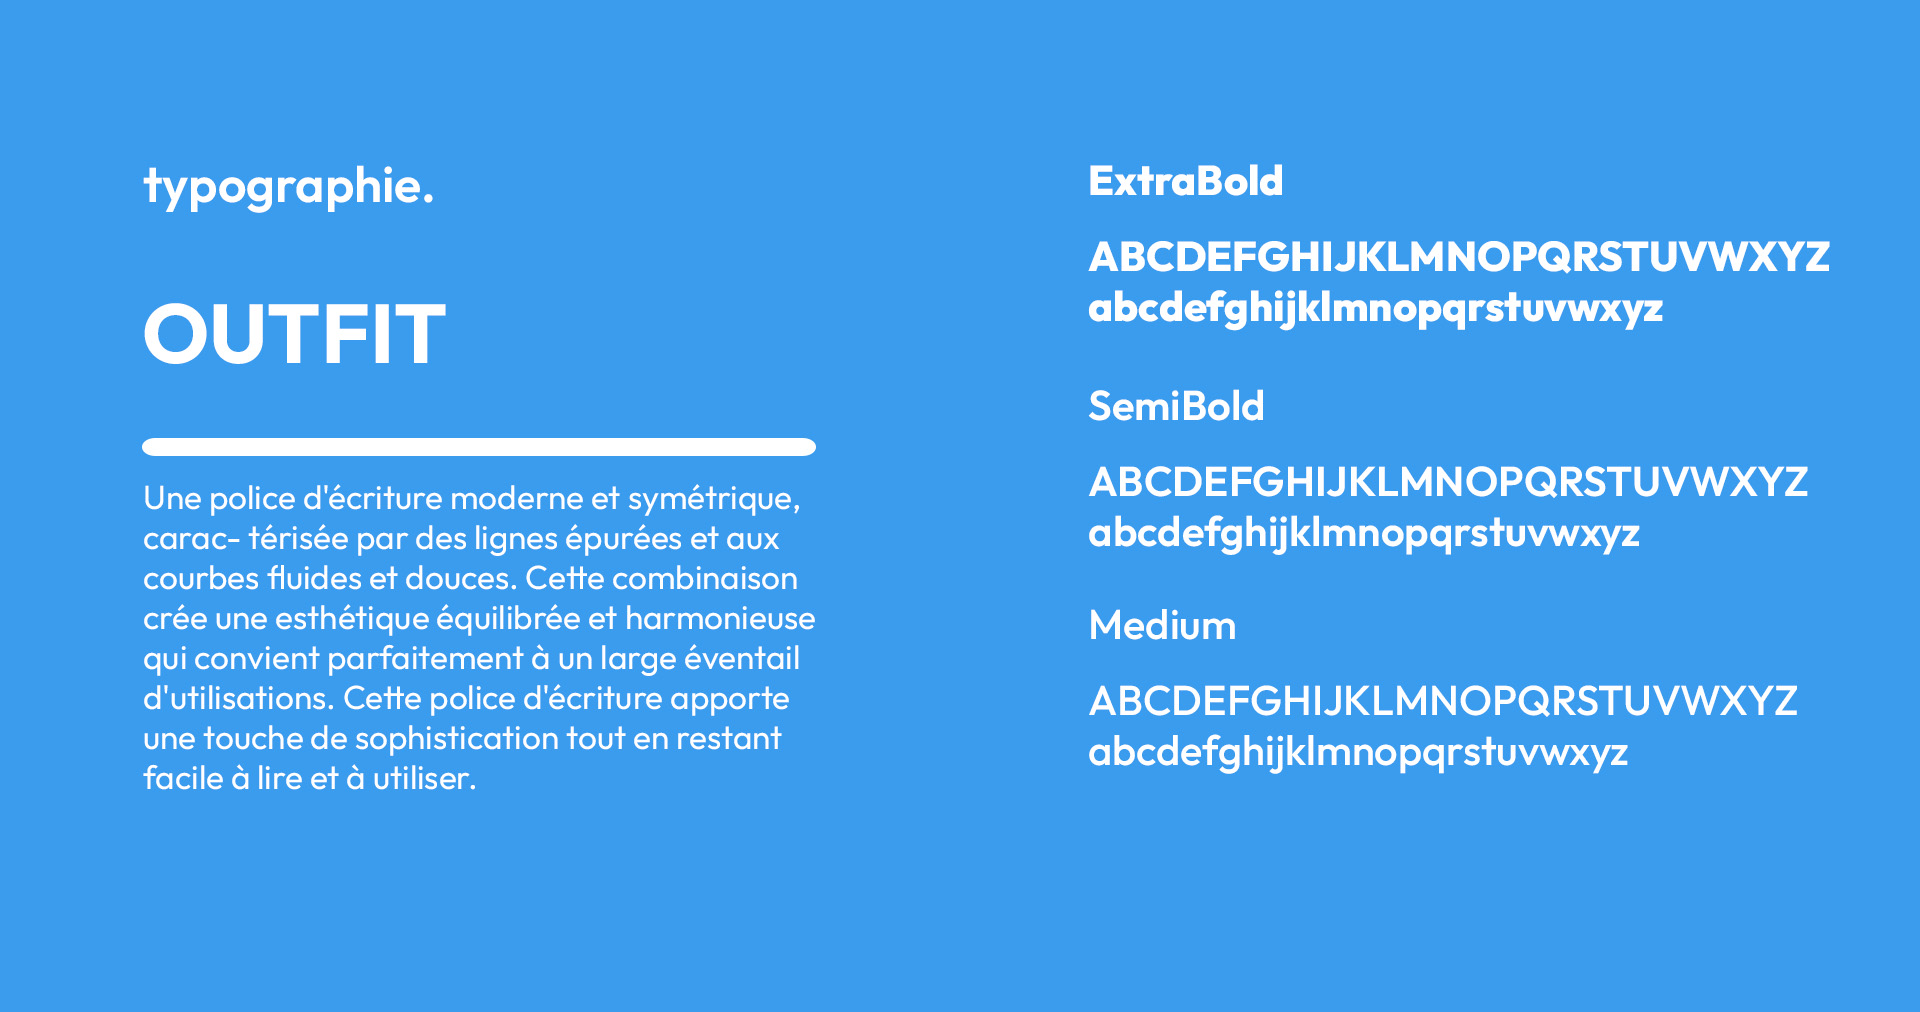 typographie.
OUTFIT
Une police d'écriture moderne et symétrique,
carac- térisée par des lignes épurées et aux
courbes fluides et douces. Cette combinaison
crée une esthétique équilibrée et harmonieuse
qui convient parfaitement à un large éventail
d'utilisations. Cette police d'écriture apporte
une touche de sophistication tout en restant
facile à lire et à utiliser.
ExtraBold
ABCDEFGHIJKLMNOPQRSTUVWXYZ
abcdefghijklmnopqrstuvwxyz
SemiBold
ABCDEFGHIJKLMNOPQRSTUVWXYZ
abcdefghijklmnopqrstuvwxyz
Medium
ABCDEFGHIJKLMNOPQRSTUVWXYZ
abcdefghijklmnopqrstuvwxyz